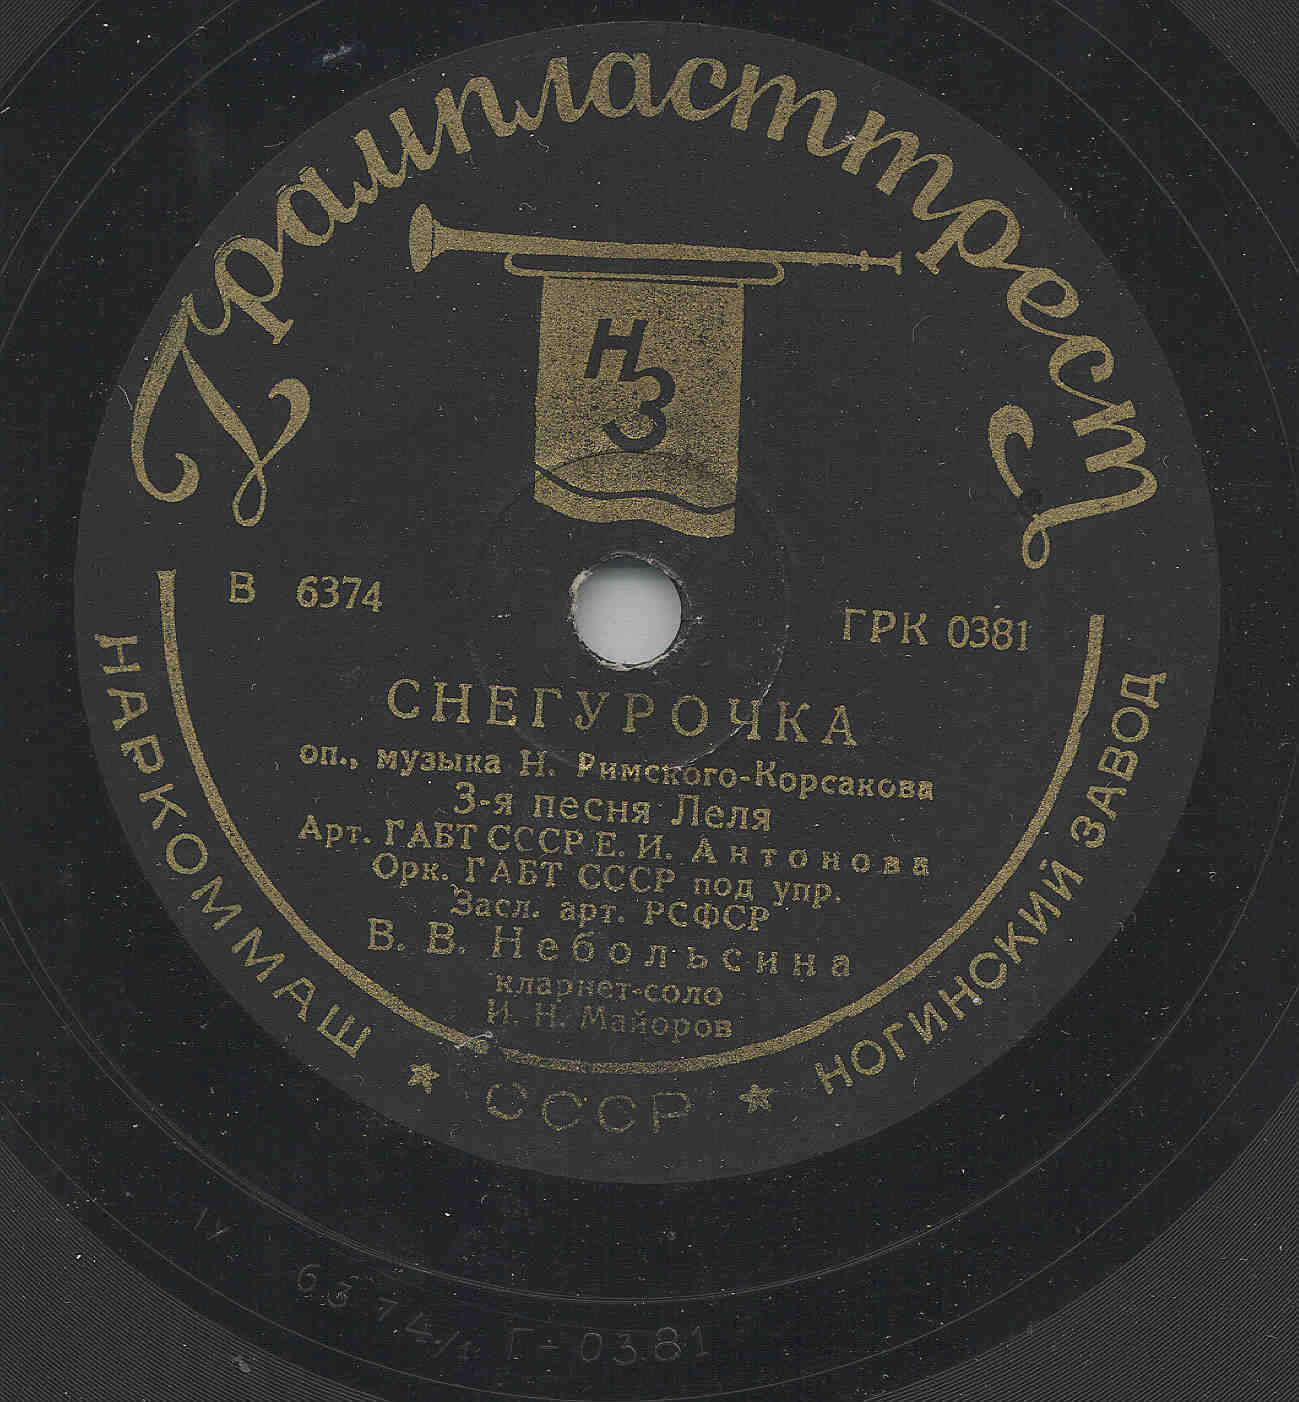 Грампласттрест
НЗ
В 6374
ГРК 0381
СНЕГУРОЧКА
оп., музыка Н. Римского-Корсакова
3-я песня Леля
Арт. ГАБТ СССР Е. И. Антонова
Орк. ГАБТ СССР под упр.
Засл. арт. РСФСР
В. В. Небольсина
кларнет-соло
И. Н. Майоров
НАРКОММАШ ★ СССР ★ НОГИНСКИЙ ЗАВОД
6374/1 Г-0381